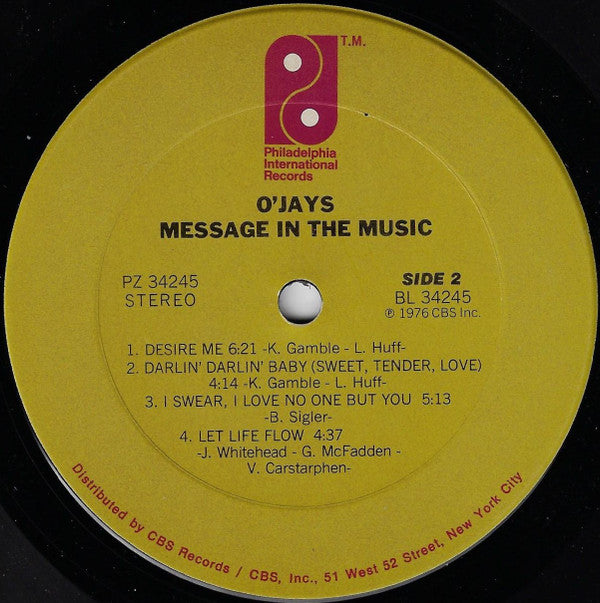 T.M.
Philadelphia
International
Records
O'JAYS
MESSAGE IN THE MUSIC
PZ 34245
STEREO
SIDE 2
BL 34245
℗ 1976 CBS Inc.
1. DESIRE ME 6:21 -K. Gamble - L. Huff-
2. DARLIN' DARLIN' BABY (SWEET, TENDER, LOVE)
4:14 -K. Gamble - L. Huff-
3. I SWEAR, I LOVE NO ONE BUT YOU 5:13
-B. Sigler-
4. LET LIFE FLOW 4:37
-J. Whitehead - G. McFadden -
V. Carstarphen-
Distributed by CBS Records / CBS, Inc., 51 West 52 Street, New York City